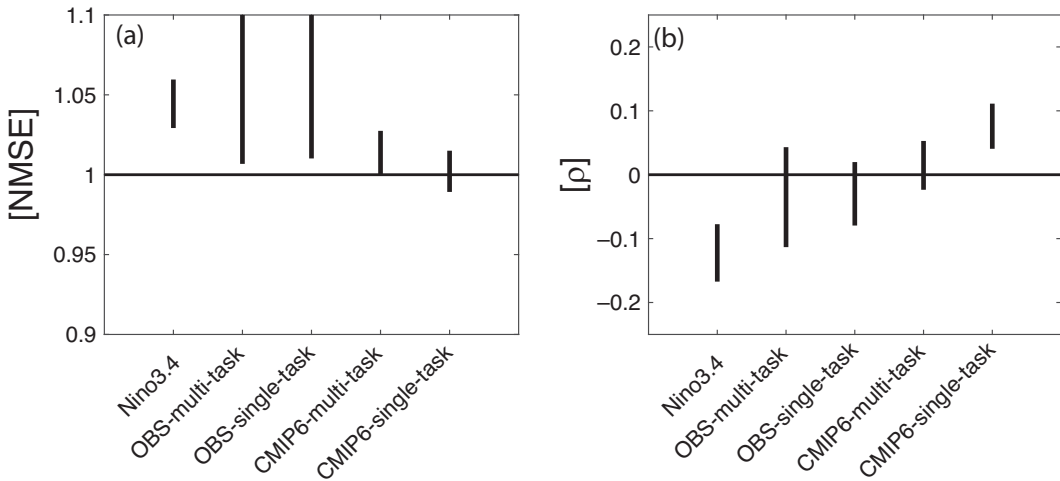 (a)
[NMSE]
1.1
1.05
1
0.95
0.9
Nino3.4
OBS-multi-task
OBS-single-task
CMIP6-multi-task
CMIP6-single-task
(b)
[ρ]
0.2
0.1
0
−0.1
−0.2
Nino3.4
OBS-multi-task
OBS-single-task
CMIP6-multi-task
CMIP6-single-task